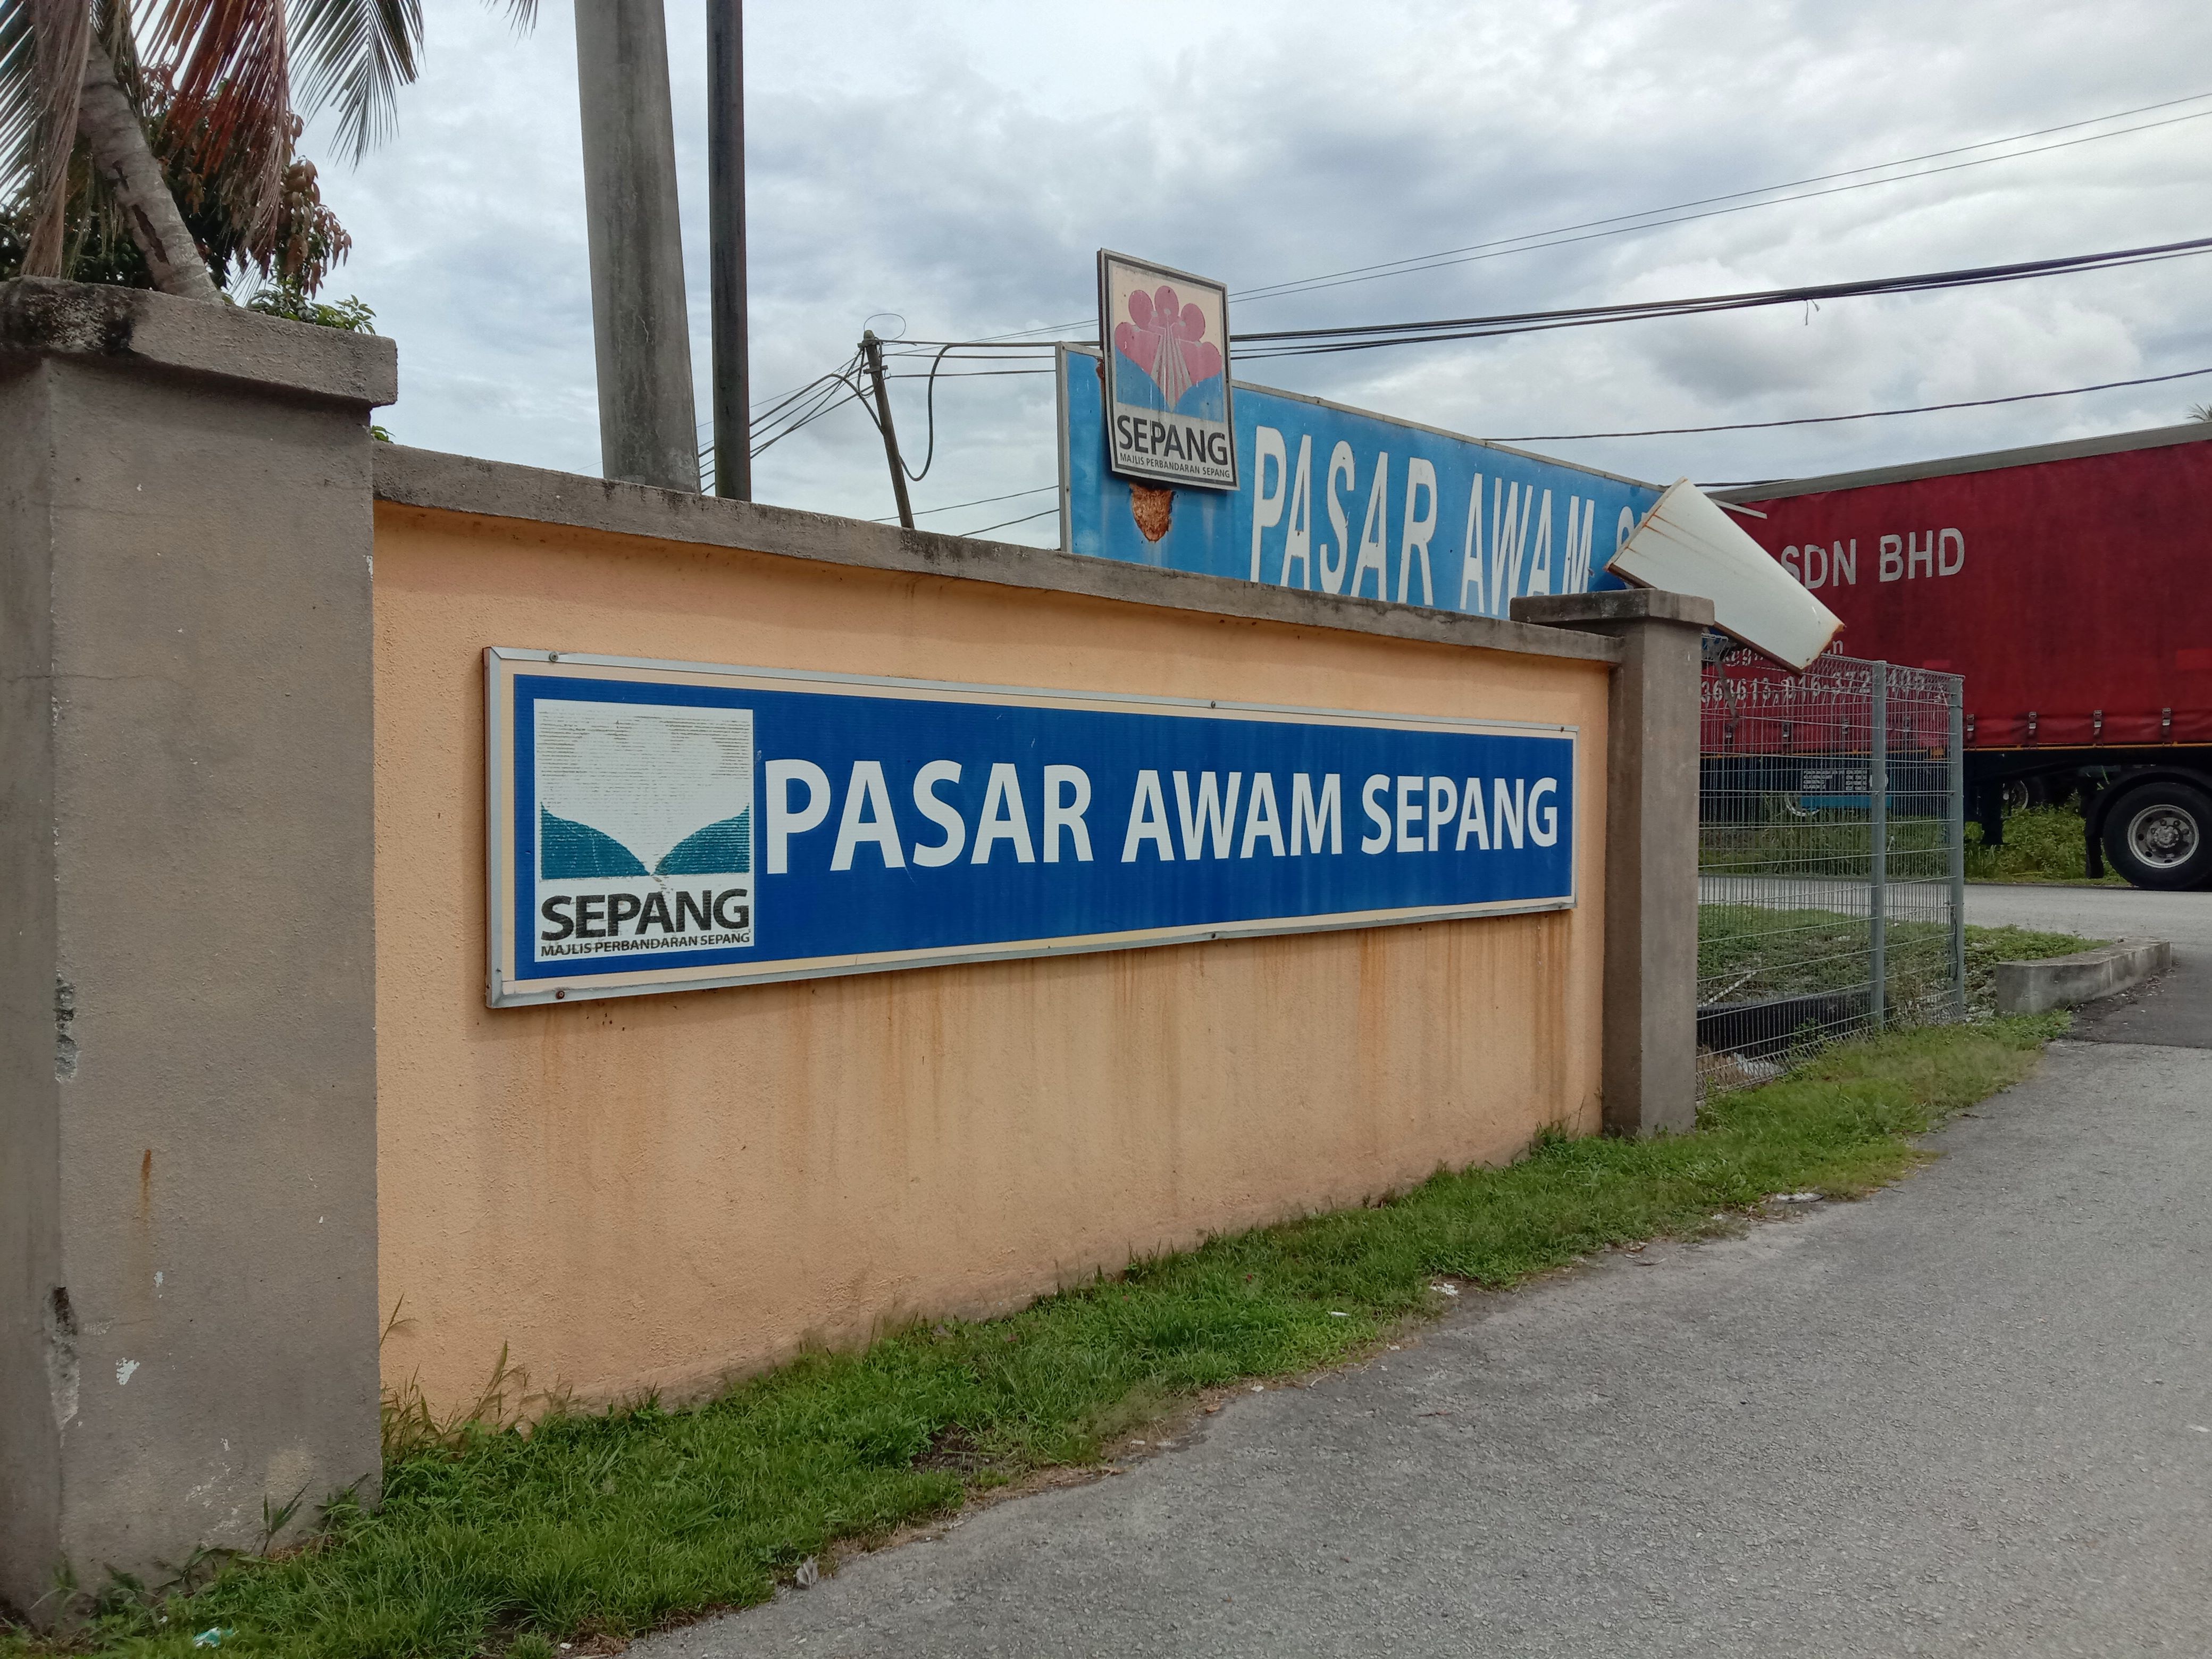 SEPANG
MAJLIS PERBANDARAN SEPANG
PASAR AWAM
SDN BHD
PASAR AWAM SEPANG
SEPANG
MAJLIS PERBANDARAN SEPANG